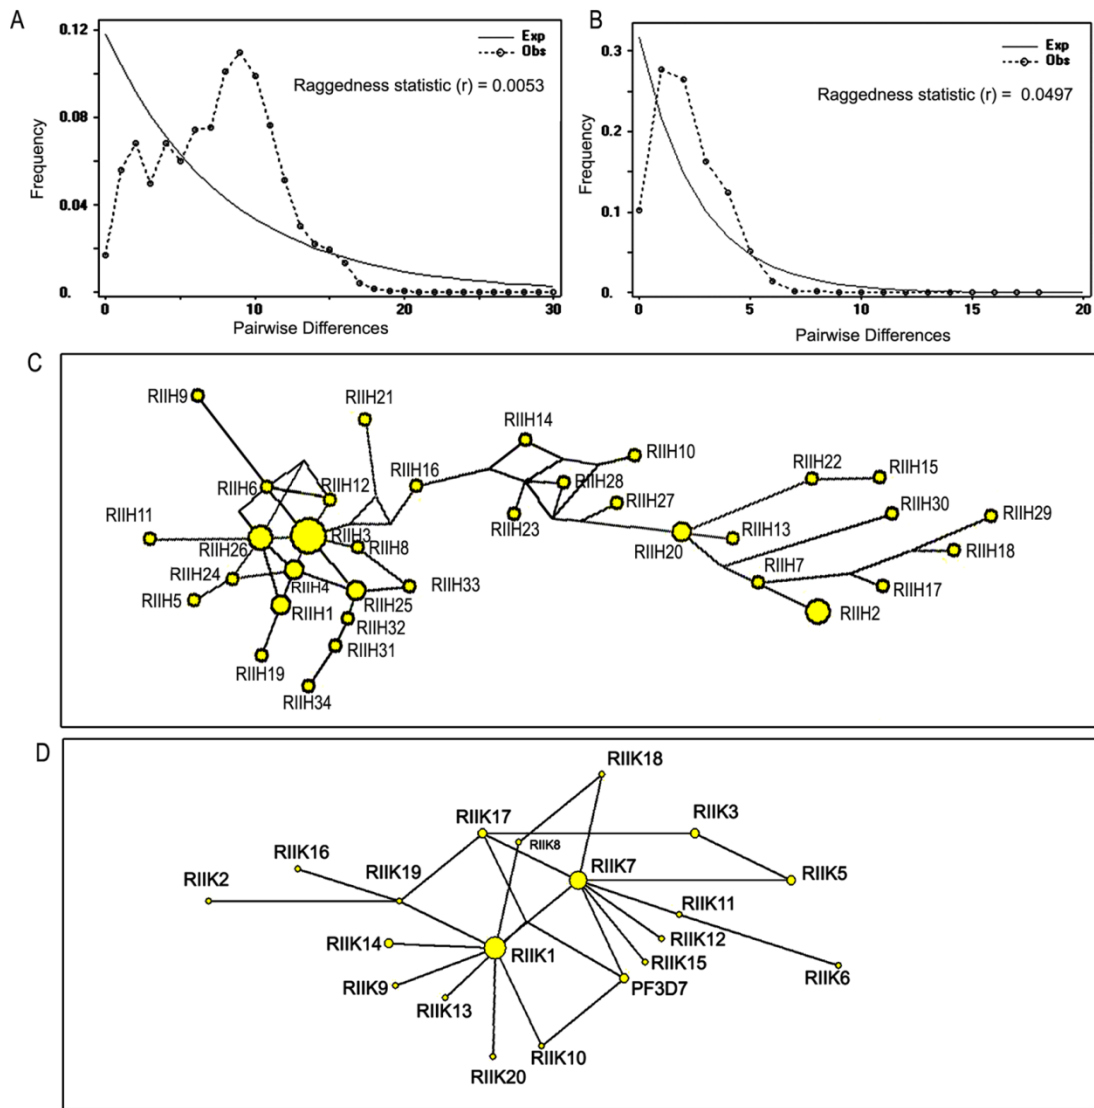 A
B
0.12
0.08
0.04
0.
Frequency
Exp
Obs
Raggedness statistic (r) = 0.0053
10
20
30
Pairwise Differences
0.3
0.2
0.1
0.
Frequency
Exp
Obs
Raggedness statistic (r) = 0.0497
0
5
10
15
20
Pairwise Differences
C
RIIH9
RIIH21
RIIH14
RIIH10
RIIH16
RIIH6
RIIH12
RIIH28
RIIH22
RIIH15
RIIH27
RIIH30
RIIH29
RIIH11
RIIH3
RIIH23
RIIH13
RIIH26
RIIH8
RIIH20
RIIH18
RIIH24
RIIH4
RIIH33
RIIH7
RIIH17
RIIH5
RIIH1
RIIH25
RIIH2
RIIH32
RIIH31
RIIH19
RIIH34
D
RIIK18
RIIK17
RIIK3
RIIK8
RIIK16
RIIK7
RIIK2
RIIK19
RIIK5
RIIK11
RIIK14
RIIK12
RIIK1
RIIK15
RIIK6
RIIK9
PF3D7
RIIK13
RIIK10
RIIK20